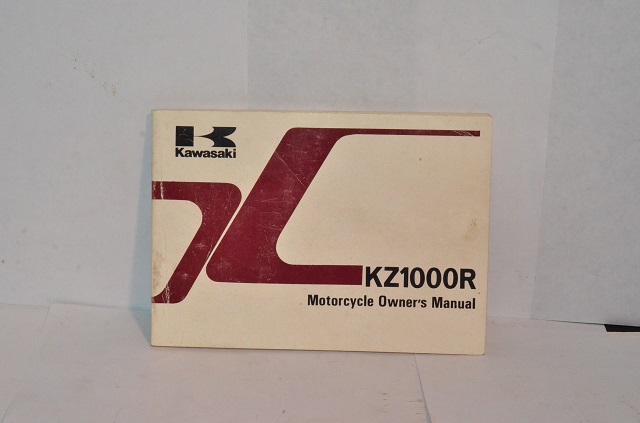 Kawasaki
KZ1000R
Motorcycle Owner's Manual